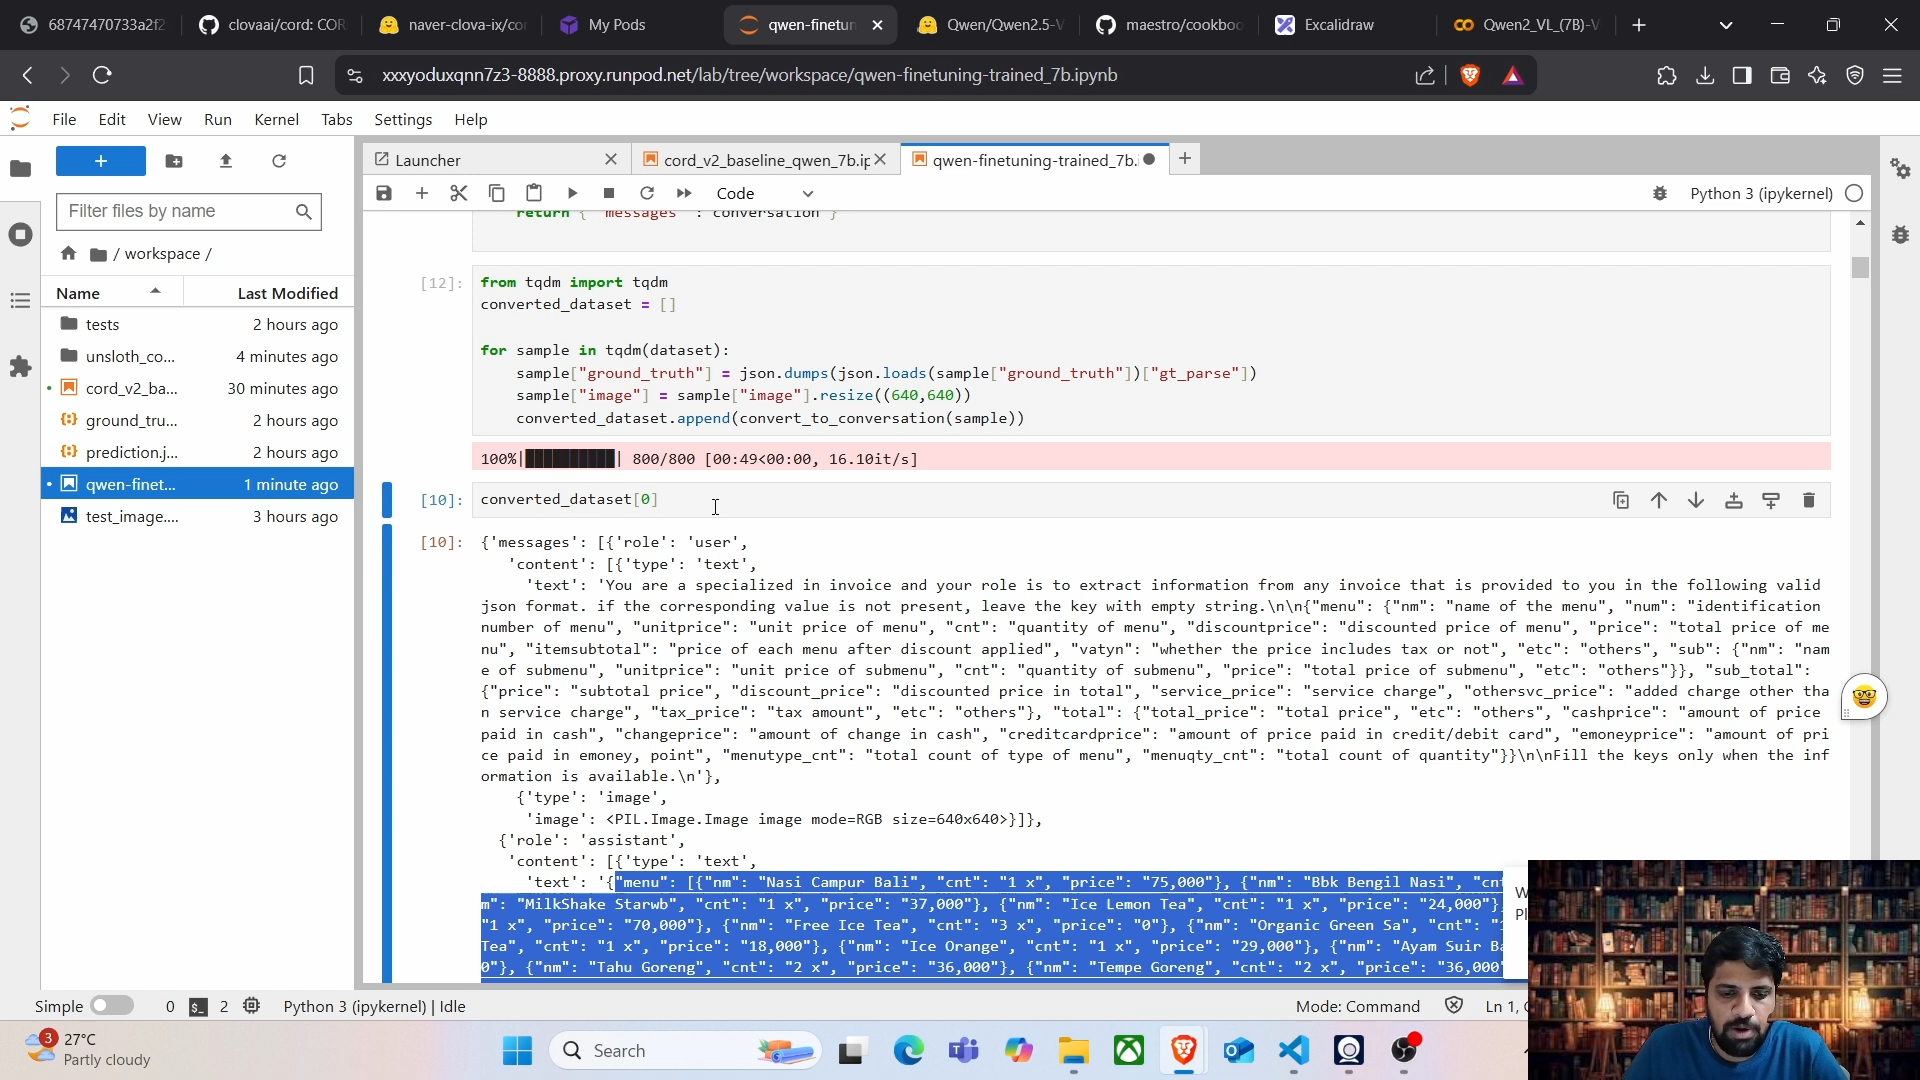 68747470733a2f2
clovaai/cord: COR
naver-clova-ix/cor
My Pods
qwen-finetun
Qwen/Qwen2.5-V
maestro/cookboo
Excalidraw
Qwen2_VL_(7B)-V
xxxyoduxqnn7z3-8888.proxy.runpod.net/lab/tree/workspace/qwen-finetuning-trained_7b.ipynb
File Edit View Run Kernel Tabs Settings Help
Filter files by name
/ workspace /
Name Last Modified
tests 2 hours ago
unsloth_co... 4 minutes ago
cord_v2_ba... 30 minutes ago
ground_tru... 2 hours ago
prediction.j... 2 hours ago
qwen-finet... 1 minute ago
test_image.... 3 hours ago
Launcher
cord_v2_baseline_qwen_7b.ip
qwen-finetuning-trained_7b.
Code
Python 3 (ipykernel)
return { "messages" : conversation }
[12]:
from tqdm import tqdm
converted_dataset = []
for sample in tqdm(dataset):
sample["ground_truth"] = json.dumps(json.loads(sample["ground_truth"])["gt_parse"])
sample["image"] = sample["image"].resize((640,640))
converted_dataset.append(convert_to_conversation(sample))
100%|██████████| 800/800 [00:49<00:00, 16.10it/s]
[10]: converted_dataset[0]
[10]: {'messages': [{'role': 'user',
'content': [{'type': 'text',
'text': 'You are a specialized in invoice and your role is to extract information from any invoice that is provided to you in the following valid
json format. if the corresponding value is not present, leave the key with empty string.\n\n{"menu": {"nm": "name of the menu", "num": "identification
number of menu", "unitprice": "unit price of menu", "cnt": "quantity of menu", "discountprice": "discounted price of menu", "price": "total price of me
nu", "itemsubtotal": "price of each menu after discount applied", "vatyn": "whether the price includes tax or not", "etc": "others", "sub": {"nm": "nam
e of submenu", "unitprice": "unit price of submenu", "cnt": "quantity of submenu", "price": "total price of submenu", "etc": "others"}}, "sub_total":
{"price": "subtotal price", "discount_price": "discounted price in total", "service_price": "service charge", "othersvc_price": "added charge other tha
n service charge", "tax_price": "tax amount", "etc": "others"}, "total": {"total_price": "total price", "etc": "others", "cashprice": "amount of price
paid in cash", "changeprice": "amount of change in cash", "creditcardprice": "amount of price paid in credit/debit card", "emoneyprice": "amount of pri
ce paid in emoney, point", "menutype_cnt": "total count of type of menu", "menuqty_cnt": "total count of quantity"}}\n\nFill the keys only when the inf
ormation is available.\n'},
{'type': 'image',
'image': <PIL.Image.Image image mode=RGB size=640x640>}]},
{'role': 'assistant',
'content': [{'type': 'text',
'text': '{"menu": [{"nm": "Nasi Campur Bali", "cnt": "1 x", "price": "75,000"}, {"nm": "Bbk Bengil Nasi", "cnt
m": "MilkShake Starwb", "cnt": "1 x", "price": "37,000"}, {"nm": "Ice Lemon Tea", "cnt": "1 x", "price": "24,000"}
"1 x", "price": "70,000"}, {"nm": "Free Ice Tea", "cnt": "3 x", "price": "0"}, {"nm": "Organic Green Sa", "cnt":
Tea", "cnt": "1 x", "price": "18,000"}, {"nm": "Ice Orange", "cnt": "1 x", "price": "29,000"}, {"nm": "Ayam Suir
0"}, {"nm": "Tahu Goreng", "cnt": "2 x", "price": "36,000"}, {"nm": "Tempe Goreng", "cnt": "2 x", "price": "36,000"
Simple 0 2 Python 3 (ipykernel) | Idle
Mode: Command
Ln 1,
3 27°C
Partly cloudy
Search